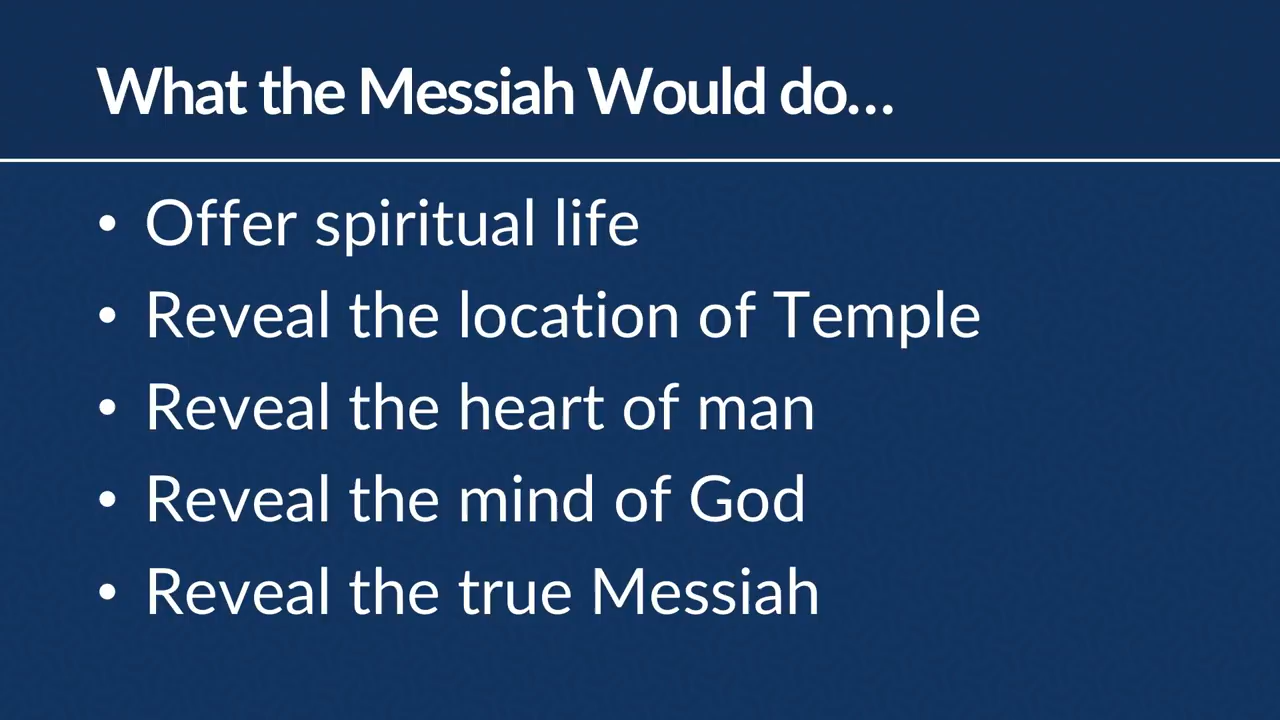 What the Messiah Would do...
• Offer spiritual life
• Reveal the location of Temple
• Reveal the heart of man
• Reveal the mind of God
• Reveal the true Messiah